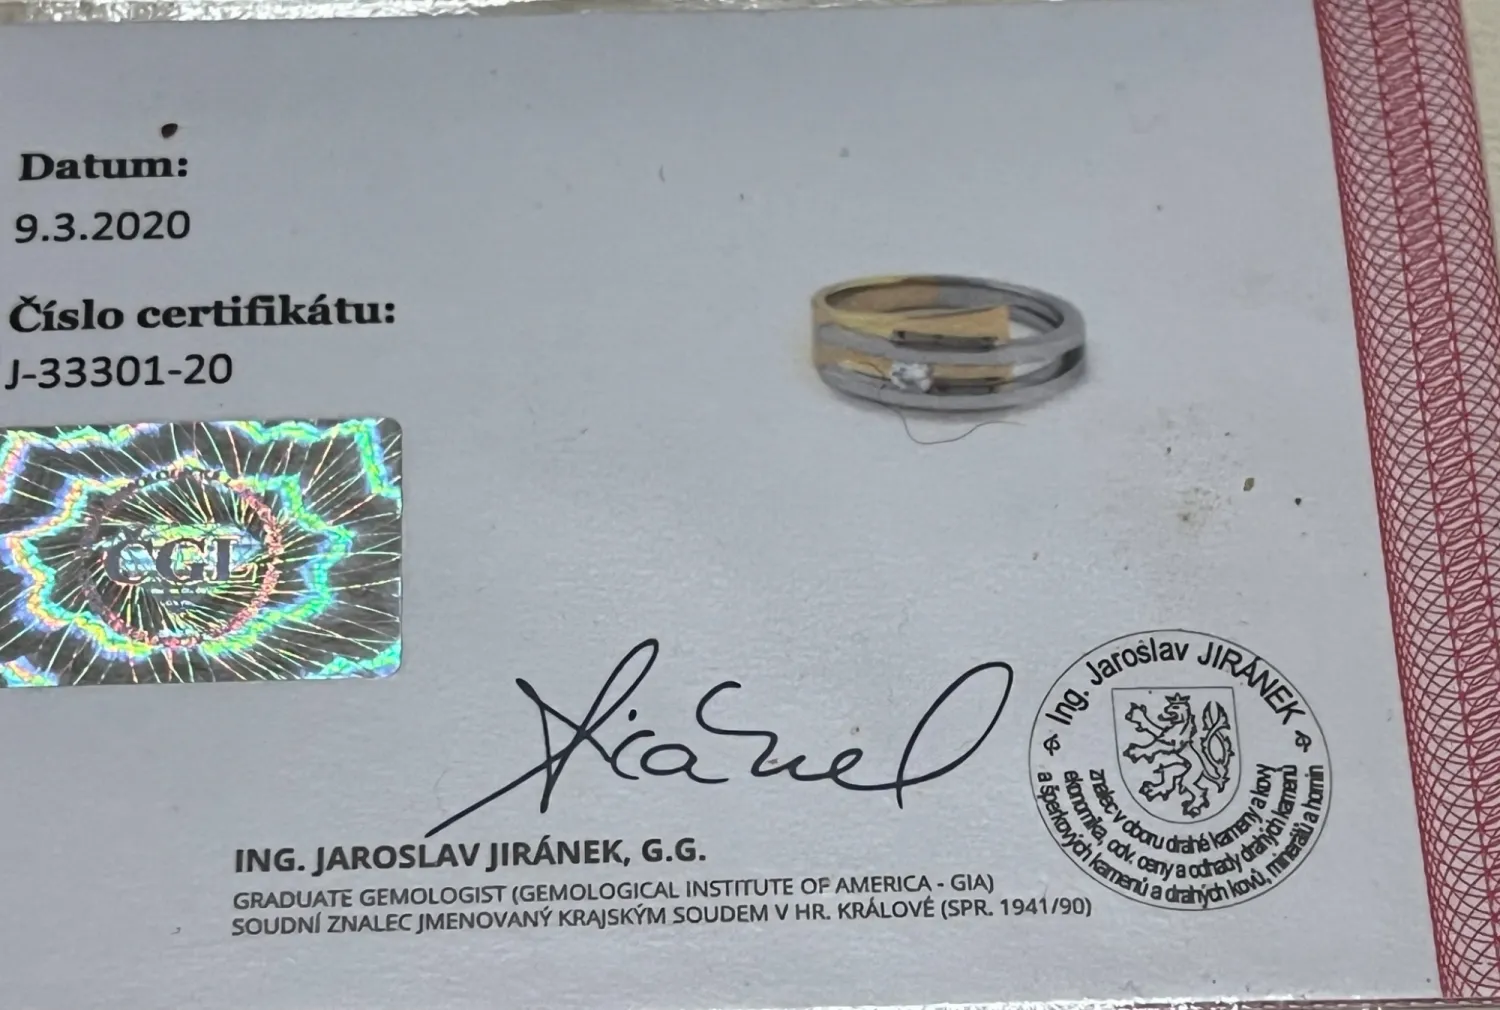 Datum:
9.3.2020
Číslo certifikátu:
J-33301-20
ČGL
ING. JAROSLAV JIRÁNEK, G.G.
GRADUATE GEMOLOGIST (GEMOLOGICAL INSTITUTE OF AMERICA - GIA)
SOUDNÍ ZNALEC JMENOVANÝ KRAJSKÝM SOUDEM V HR. KRÁLOVÉ (SPR. 1941/90)
Ing. Jaroslav JIRÁNEK
znalec v oboru drahé kameny a kovy
ekonomika, odv. ceny a odhady drahých kamenů
a šperkových kamenů a drahých kovů, minerálů a hornin